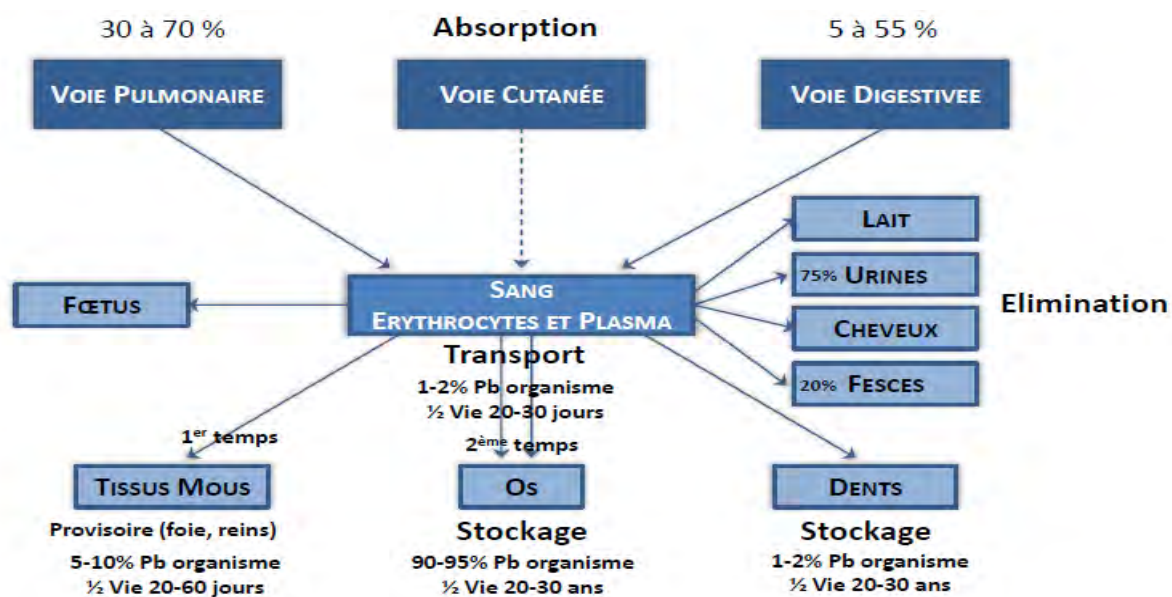 30 à 70 %
Absorption
5 à 55 %
VOIE PULMONAIRE
VOIE CUTANÉE
VOIE DIGESTIVEE
LAIT
75% URINES
CHEVEUX
20% FESCES
Elimination
FŒTUS
SANG
ERYTHROCYTES ET PLASMA
Transport
1-2% Pb organisme
½ Vie 20-30 jours
1er temps
2ème temps
TISSUS MOUS
Provisoire (foie, reins)
5-10% Pb organisme
½ Vie 20-60 jours
OS
Stockage
90-95% Pb organisme
½ Vie 20-30 ans
DENTS
Stockage
1-2% Pb organisme
½ Vie 20-30 ans